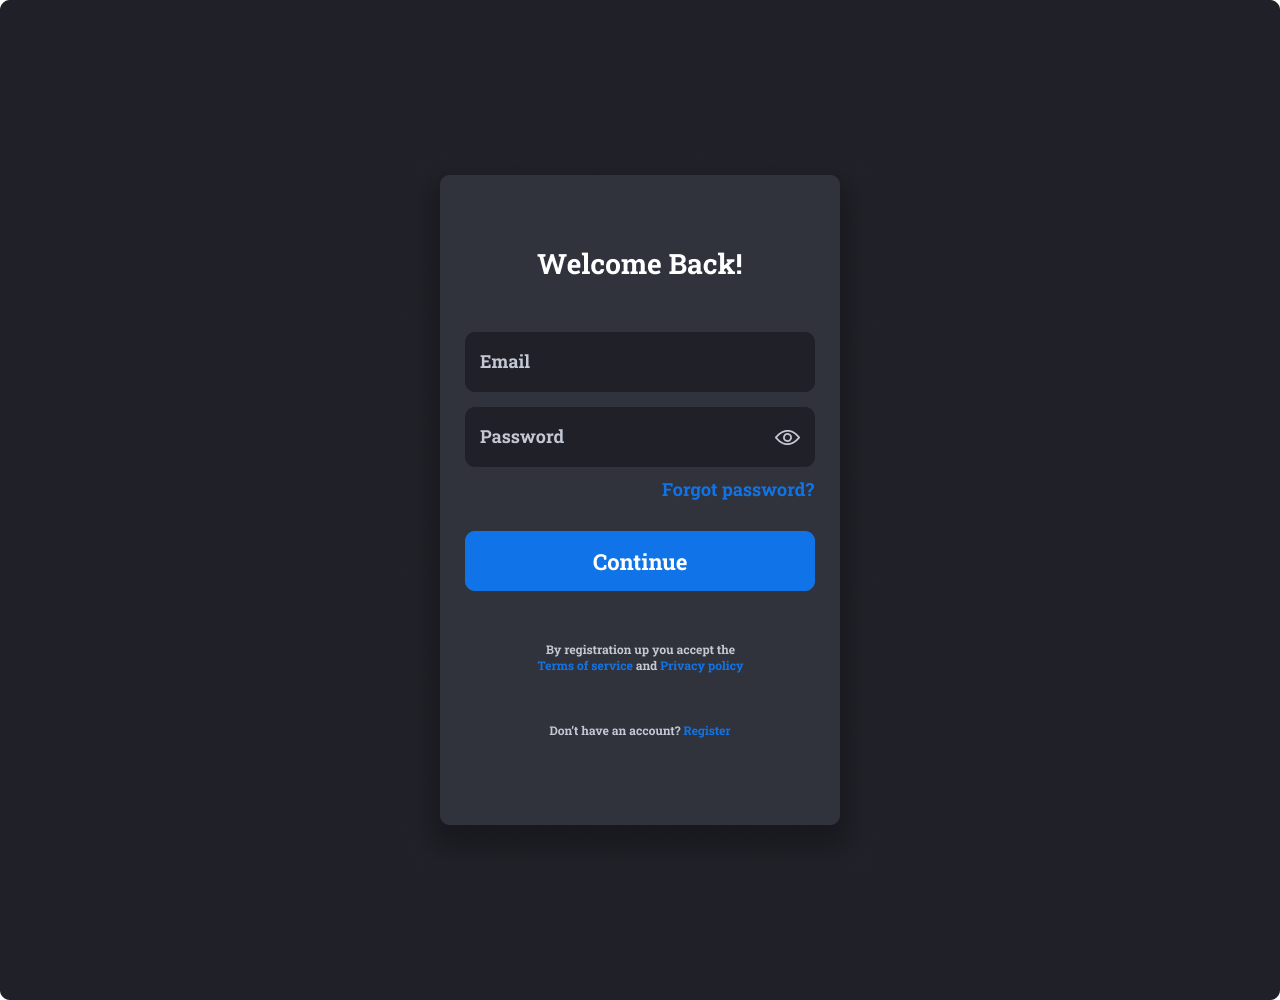 Welcome Back!
Email
Password
Forgot password?
Continue
By registration up you accept the
Terms of service and Privacy policy
Don't have an account? Register